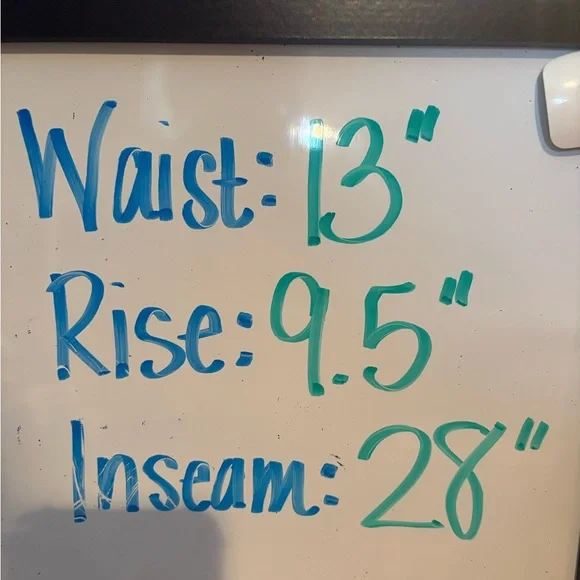 Waist: 13"
Rise: 9.5"
Inseam: 28"